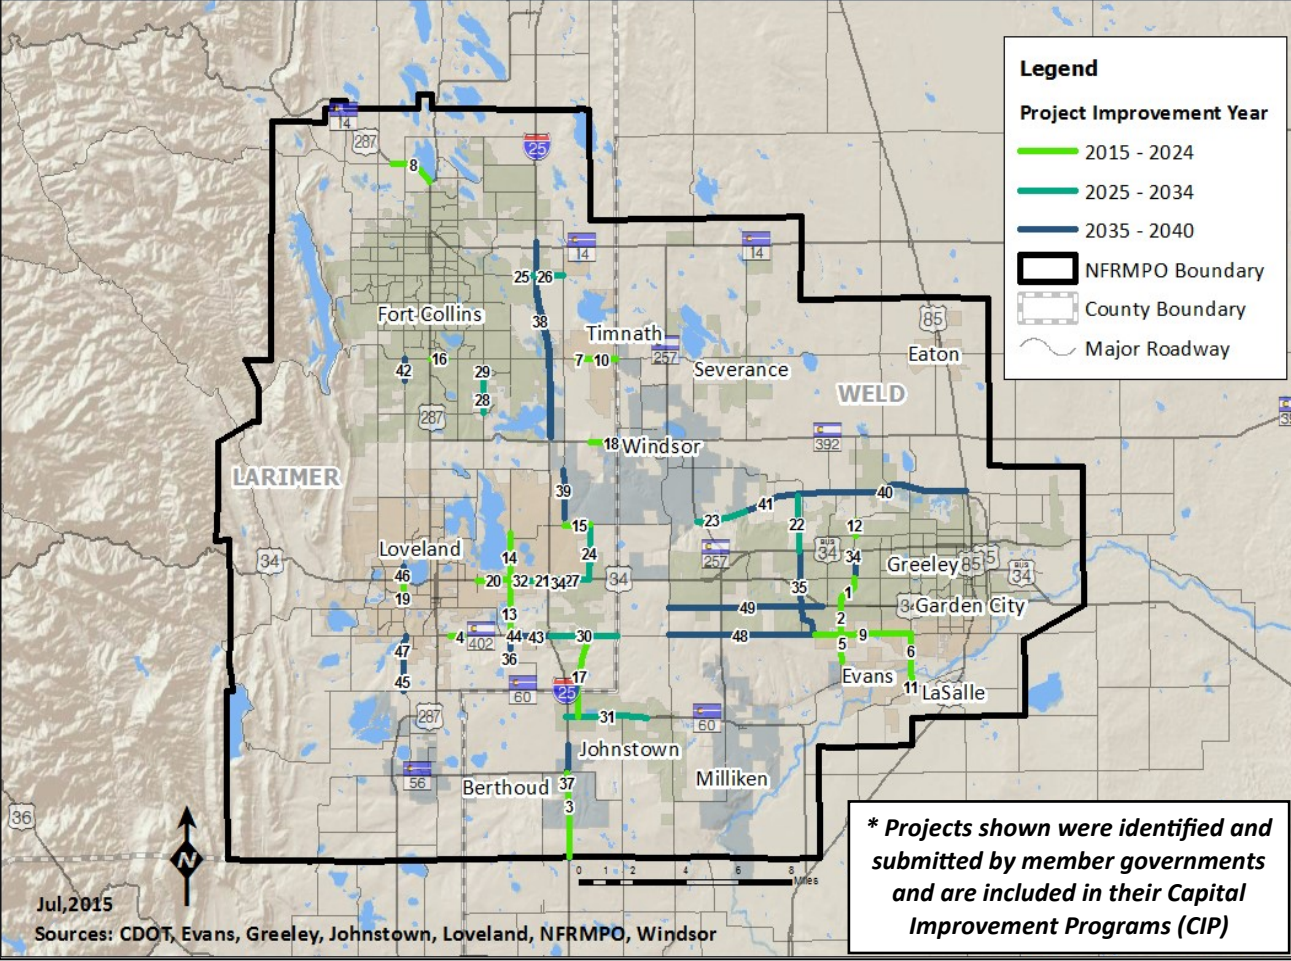 Legend
Project Improvement Year
2015 - 2024
2025 - 2034
2035 - 2040
NFRMPO Boundary
County Boundary
Major Roadway
14
287
8
25
14
14
25 26
38
Fort Collins
Timnath
85
257
Eaton
42
16
29
7 10
Severance
28
287
WELD
18 Windsor
392
LARIMER
39
41
40
23
22
15
12
Loveland
14
24
257
BUS
34
34
Greeley
85
BUS
34
34
46
20
32
21
34
27
34
35
19
1
49
Garden City
13
2
4
402
44 43
30
48
9
47
36
5
6
45
60
17
25
Evans
11 LaSalle
287
31
60
Johnstown
56
Berthoud
37
Milliken
3
36
N
0 1 2 4 6 8
Miles
* Projects shown were identified and
submitted by member governments
and are included in their Capital
Improvement Programs (CIP)
Jul,2015
Sources: CDOT, Evans, Greeley, Johnstown, Loveland, NFRMPO, Windsor